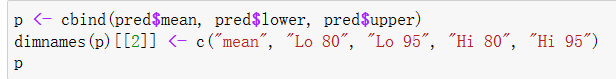 p <- cbind(pred$mean, pred$lower, pred$upper)
dimnames(p)[[2]] <- c("mean", "Lo 80", "Lo 95", "Hi 80", "Hi 95")
p